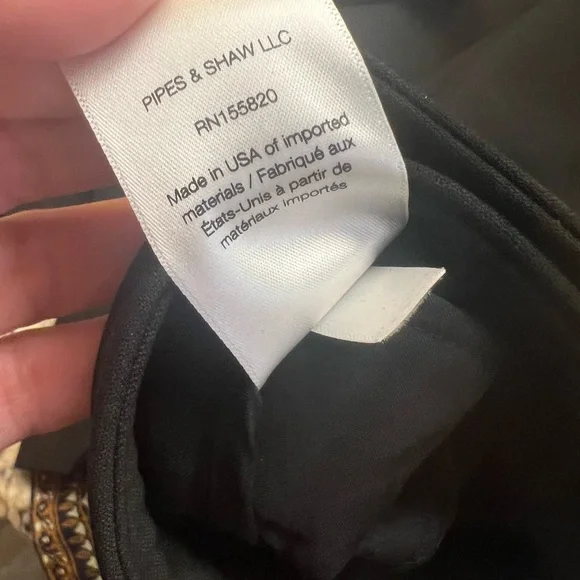 PIPES & SHAW LLC
RN155820
Made in USA of imported
materials / Fabriqué aux
États-Unis à partir de
matériaux importés